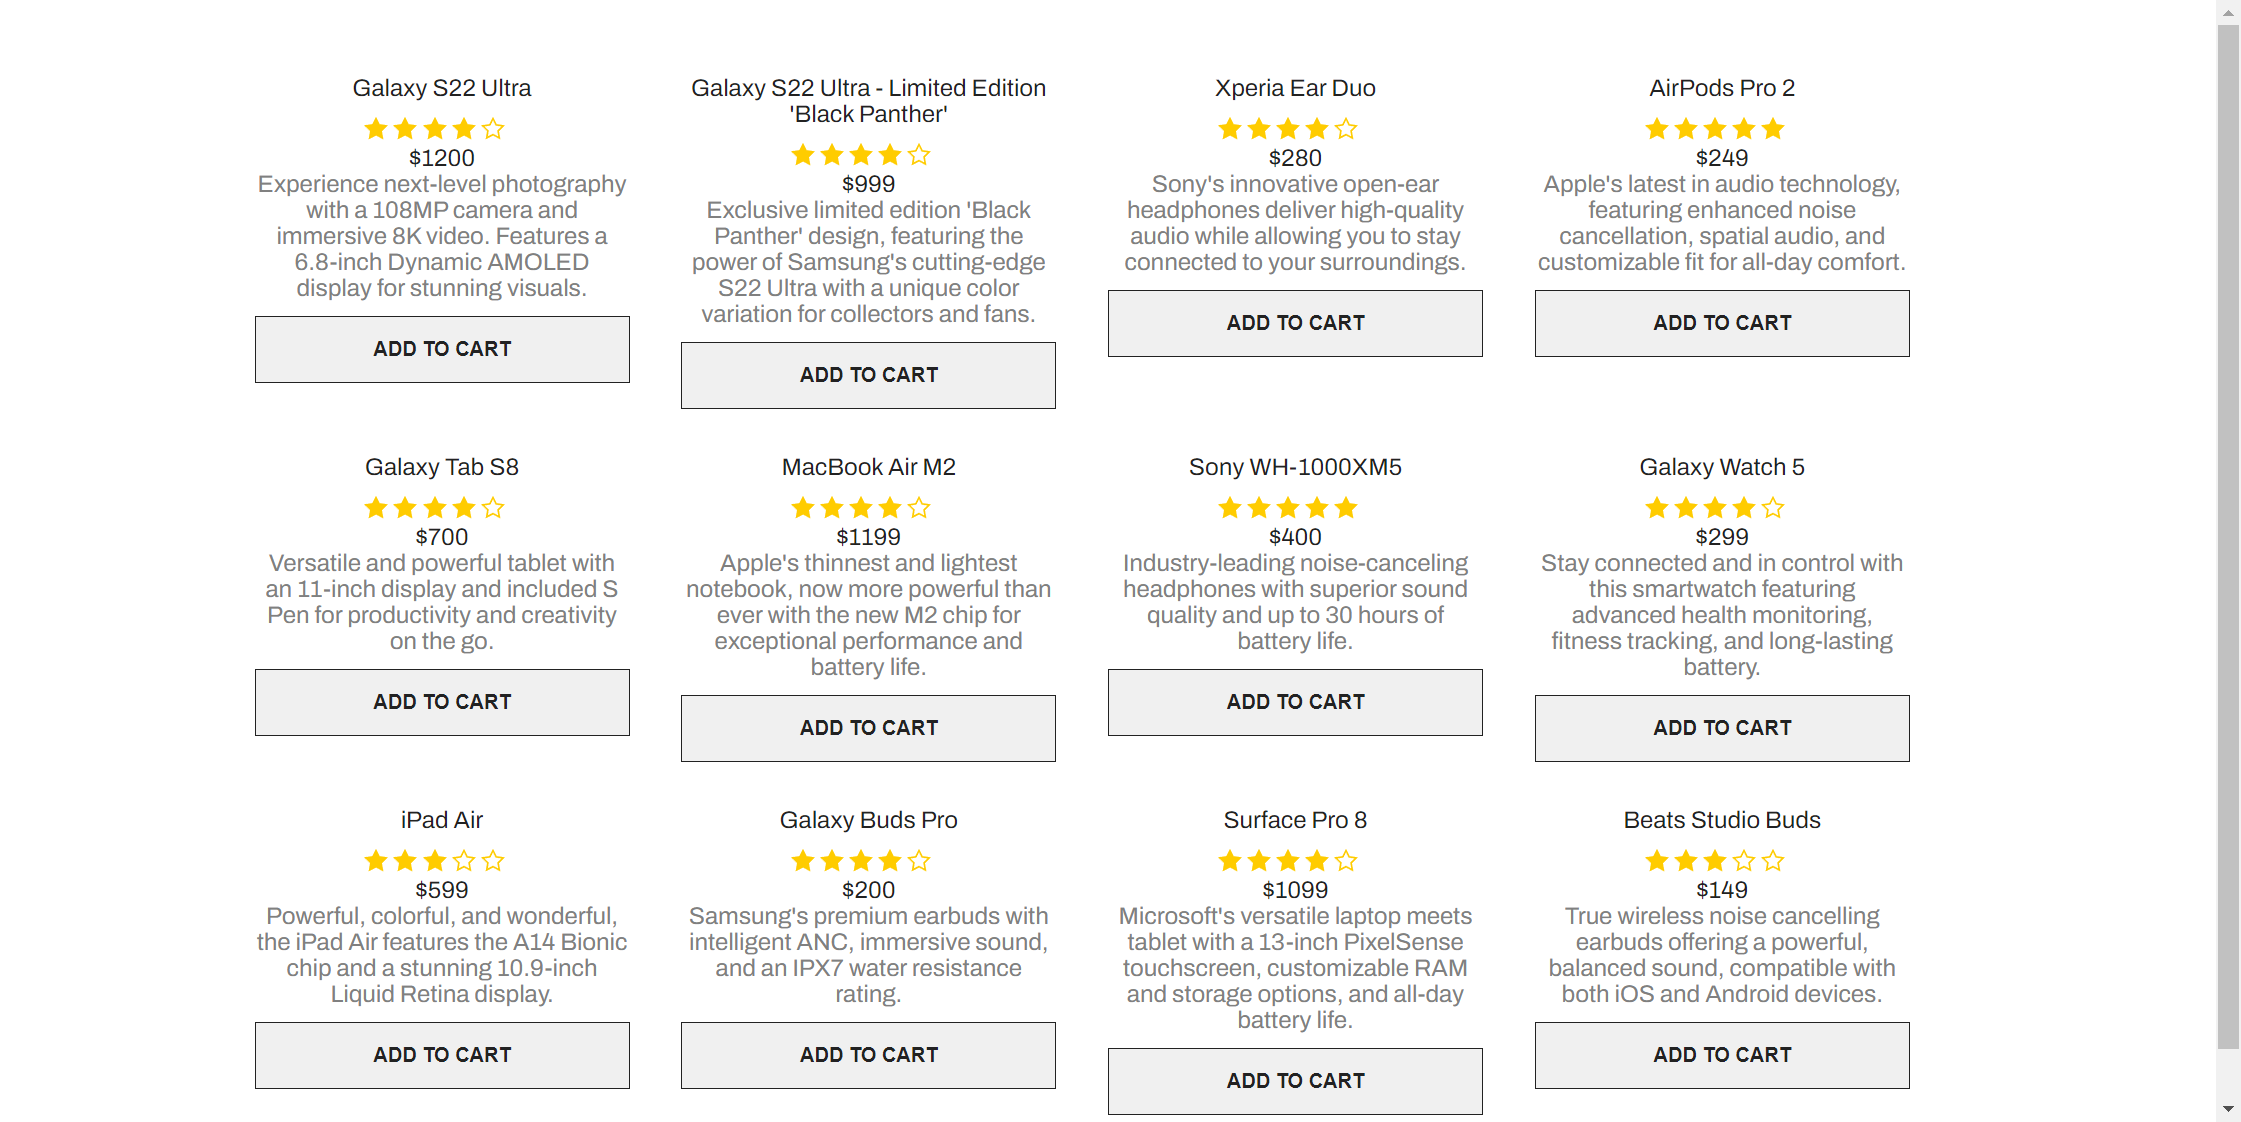 Galaxy S22 Ultra
$1200
Experience next-level photography
with a 108MP camera and
immersive 8K video. Features a
6.8-inch Dynamic AMOLED
display for stunning visuals.
ADD TO CART
Galaxy S22 Ultra - Limited Edition
'Black Panther'
$999
Exclusive limited edition 'Black
Panther' design, featuring the
power of Samsung's cutting-edge
S22 Ultra with a unique color
variation for collectors and fans.
ADD TO CART
Xperia Ear Duo
$280
Sony's innovative open-ear
headphones deliver high-quality
audio while allowing you to stay
connected to your surroundings.
ADD TO CART
AirPods Pro 2
$249
Apple's latest in audio technology,
featuring enhanced noise
cancellation, spatial audio, and
customizable fit for all-day comfort.
ADD TO CART
Galaxy Tab S8
$700
Versatile and powerful tablet with
an 11-inch display and included S
Pen for productivity and creativity
on the go.
ADD TO CART
MacBook Air M2
$1199
Apple's thinnest and lightest
notebook, now more powerful than
ever with the new M2 chip for
exceptional performance and
battery life.
ADD TO CART
Sony WH-1000XM5
$400
Industry-leading noise-canceling
headphones with superior sound
quality and up to 30 hours of
battery life.
ADD TO CART
Galaxy Watch 5
$299
Stay connected and in control with
this smartwatch featuring
advanced health monitoring,
fitness tracking, and long-lasting
battery.
ADD TO CART
iPad Air
$599
Powerful, colorful, and wonderful,
the iPad Air features the A14 Bionic
chip and a stunning 10.9-inch
Liquid Retina display.
ADD TO CART
Galaxy Buds Pro
$200
Samsung's premium earbuds with
intelligent ANC, immersive sound,
and an IPX7 water resistance
rating.
ADD TO CART
Surface Pro 8
$1099
Microsoft's versatile laptop meets
tablet with a 13-inch PixelSense
touchscreen, customizable RAM
and storage options, and all-day
battery life.
ADD TO CART
Beats Studio Buds
$149
True wireless noise cancelling
earbuds offering a powerful,
balanced sound, compatible with
both iOS and Android devices.
ADD TO CART